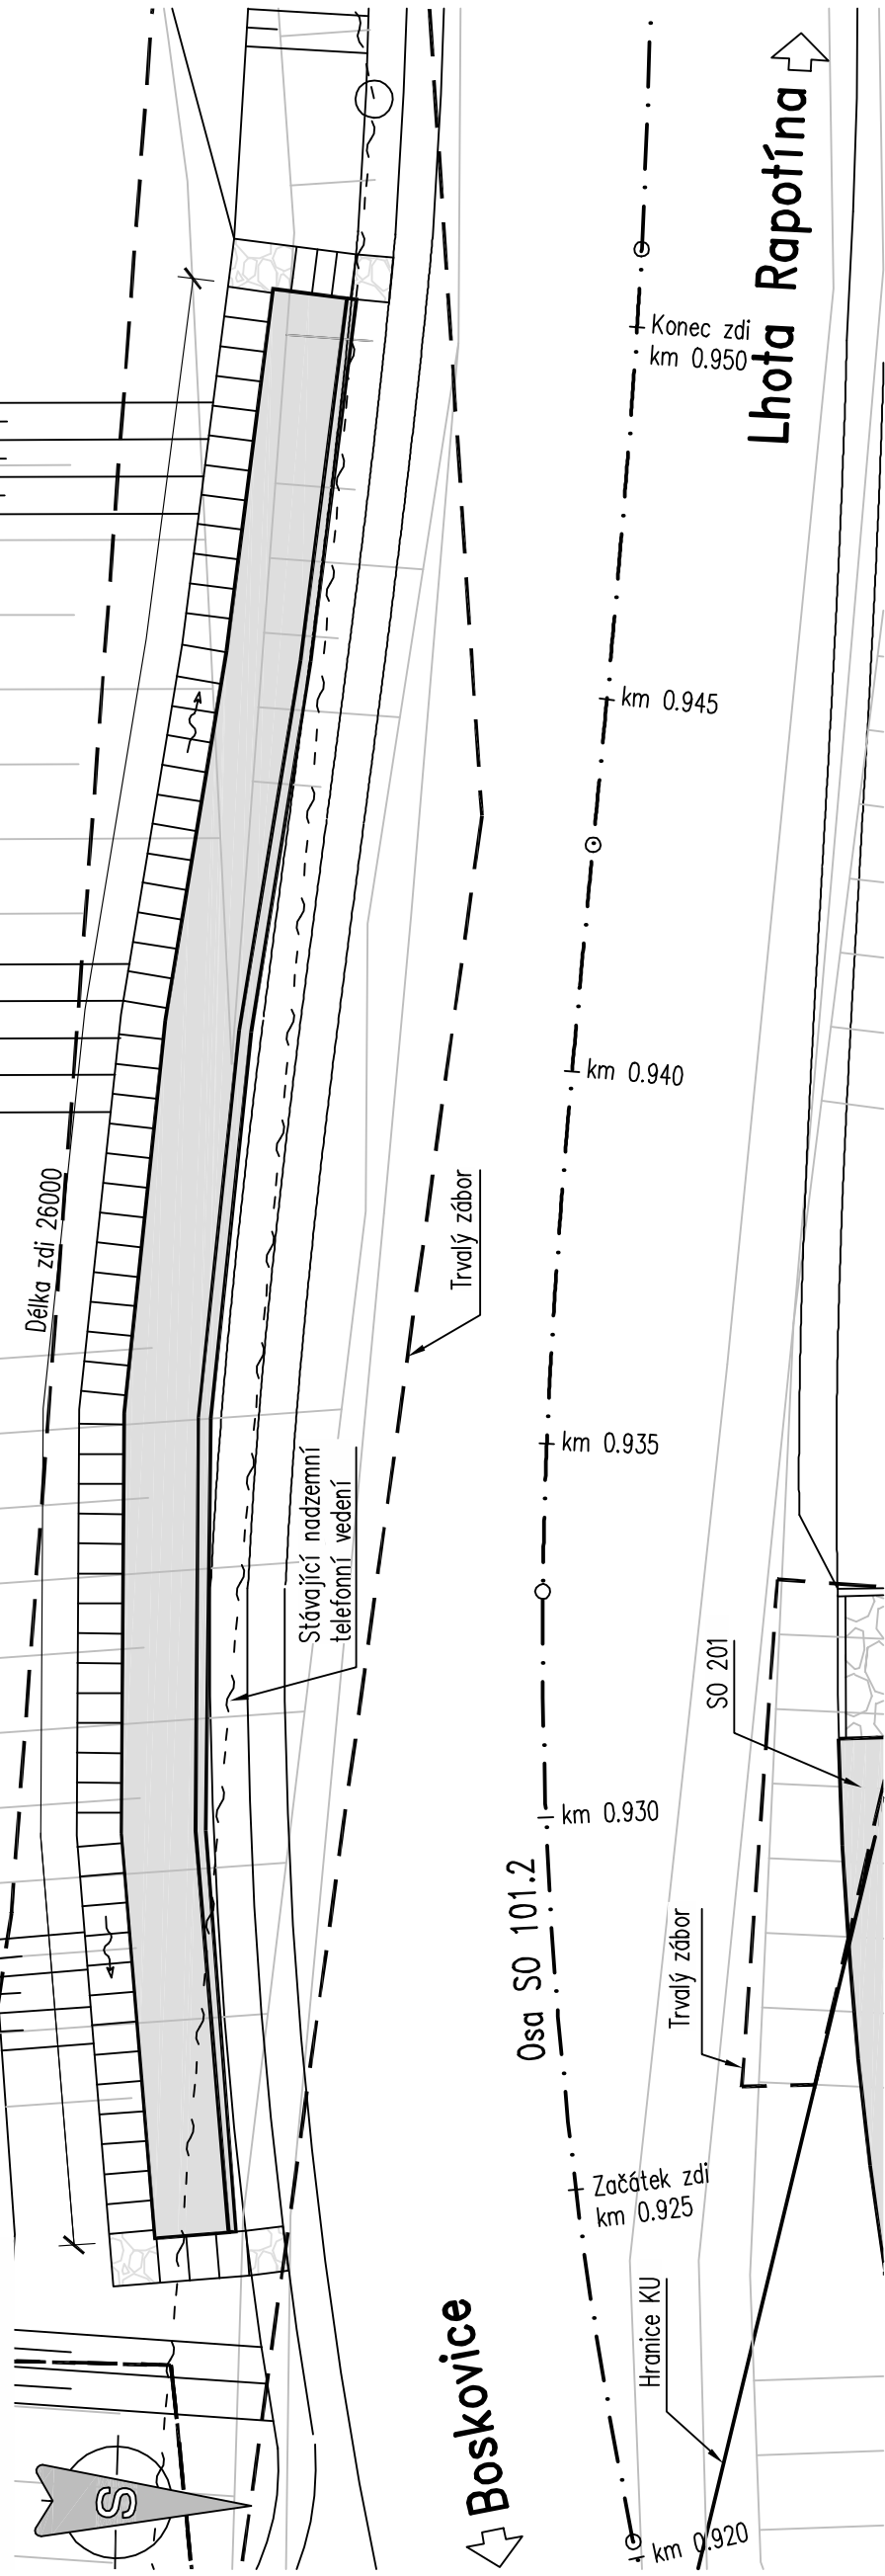 Lhota Rapotína
Konec zdi
km 0.950
km 0.945
km 0.940
Délka zdi 26000
Trvalý zábor
km 0.935
Stávající nadzemní
telefonní vedení
SO 201
km 0.930
Osa SO 101.2
Trvalý zábor
Začátek zdi
km 0.925
Hranice KU
Boskovice
S
km 0.920